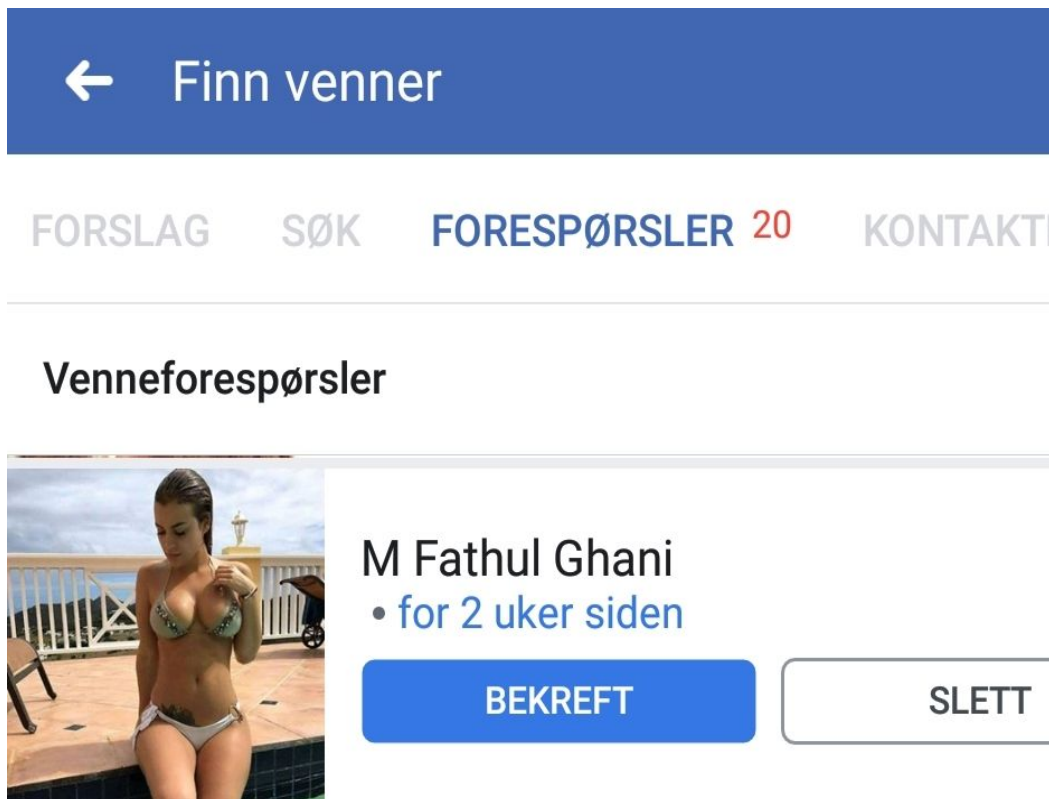 Finn venner
FORSLAG SØK FORESPØRSLER 20
Venneforespørsler
M Fathul Ghani
• for 2 uker siden
BEKREFT SLETT